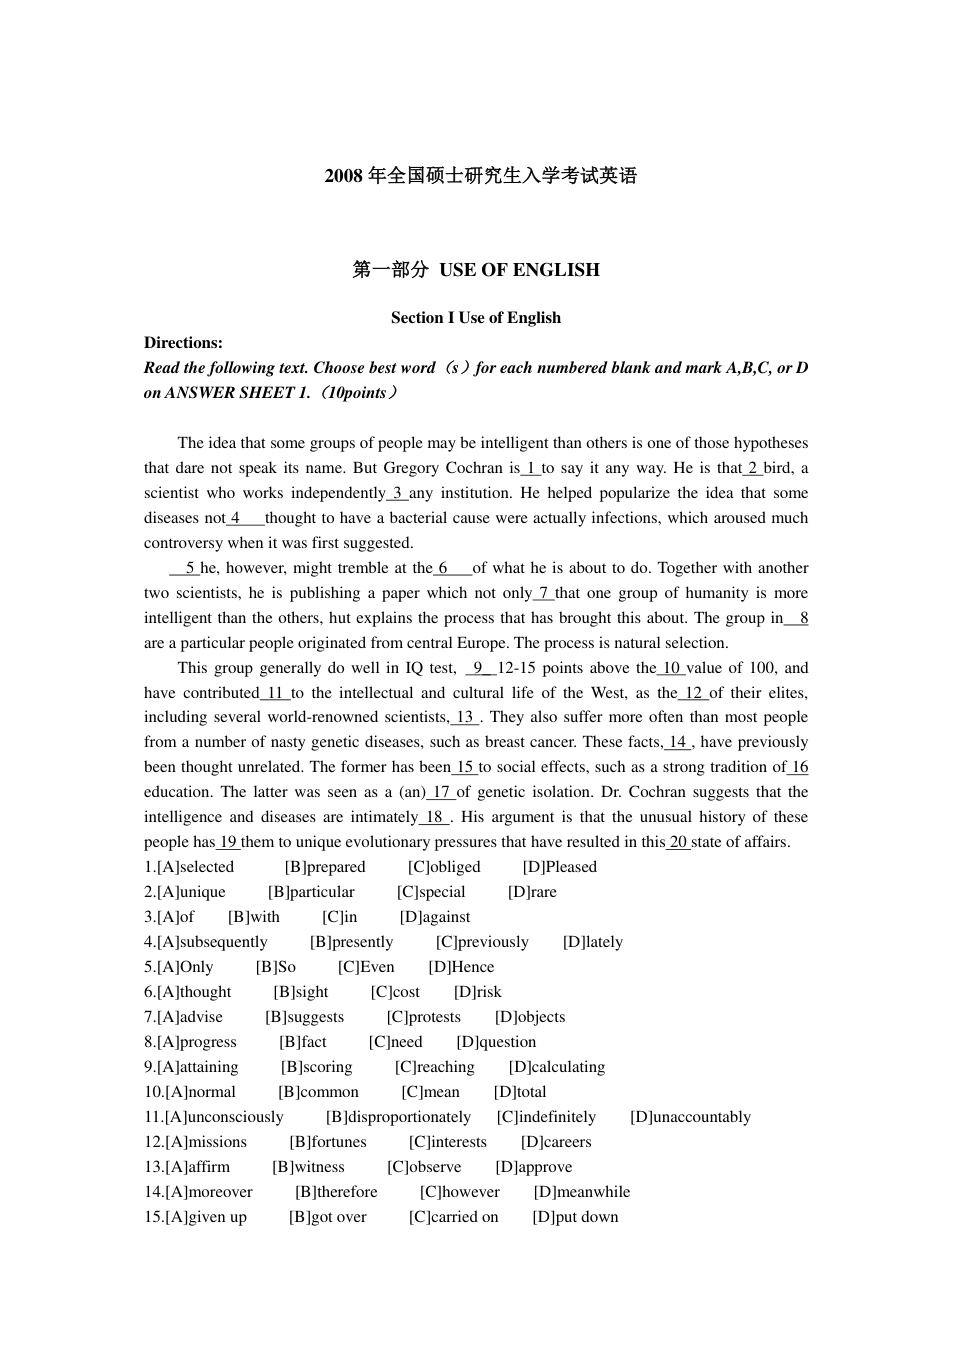 2008 年全国硕士研究生入学考试英语
第一部分 USE OF ENGLISH
Section I Use of English
Directions:
Read the following text. Choose best word（s）for each numbered blank and mark A,B,C, or D
on ANSWER SHEET 1.（10points）
The idea that some groups of people may be intelligent than others is one of those hypotheses
that dare not speak its name. But Gregory Cochran is 1 to say it any way. He is that 2 bird, a
scientist who works independently 3 any institution. He helped popularize the idea that some
diseases not 4 thought to have a bacterial cause were actually infections, which aroused much
controversy when it was first suggested.
5 he, however, might tremble at the 6 of what he is about to do. Together with another
two scientists, he is publishing a paper which not only 7 that one group of humanity is more
intelligent than the others, hut explains the process that has brought this about. The group in 8
are a particular people originated from central Europe. The process is natural selection.
This group generally do well in IQ test, 9 12-15 points above the 10 value of 100, and
have contributed 11 to the intellectual and cultural life of the West, as the 12 of their elites,
including several world-renowned scientists, 13 . They also suffer more often than most people
from a number of nasty genetic diseases, such as breast cancer. These facts, 14 , have previously
been thought unrelated. The former has been 15 to social effects, such as a strong tradition of 16
education. The latter was seen as a (an) 17 of genetic isolation. Dr. Cochran suggests that the
intelligence and diseases are intimately 18 . His argument is that the unusual history of these
people has 19 them to unique evolutionary pressures that have resulted in this 20 state of affairs.
1.[A]selected [B]prepared [C]obliged [D]Pleased
2.[A]unique [B]particular [C]special [D]rare
3.[A]of [B]with [C]in [D]against
4.[A]subsequently [B]presently [C]previously [D]lately
5.[A]Only [B]So [C]Even [D]Hence
6.[A]thought [B]sight [C]cost [D]risk
7.[A]advise [B]suggests [C]protests [D]objects
8.[A]progress [B]fact [C]need [D]question
9.[A]attaining [B]scoring [C]reaching [D]calculating
10.[A]normal [B]common [C]mean [D]total
11.[A]unconsciously [B]disproportionately [C]indefinitely [D]unaccountably
12.[A]missions [B]fortunes [C]interests [D]careers
13.[A]affirm [B]witness [C]observe [D]approve
14.[A]moreover [B]therefore [C]however [D]meanwhile
15.[A]given up [B]got over [C]carried on [D]put down